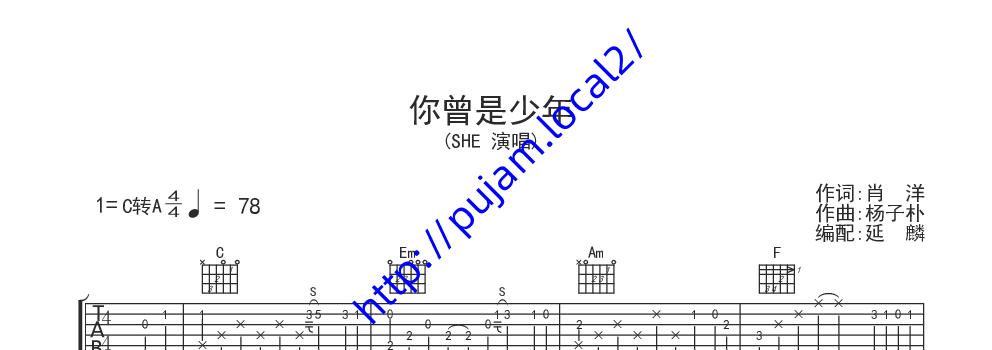 你曾是少年
(SHE 演唱)
http://pujam.local2/
1=C转A 4/4 ♩ = 78
作词:肖 洋
作曲:杨子朴
编配:延 麟
C Em Am F
S S
T
A
B